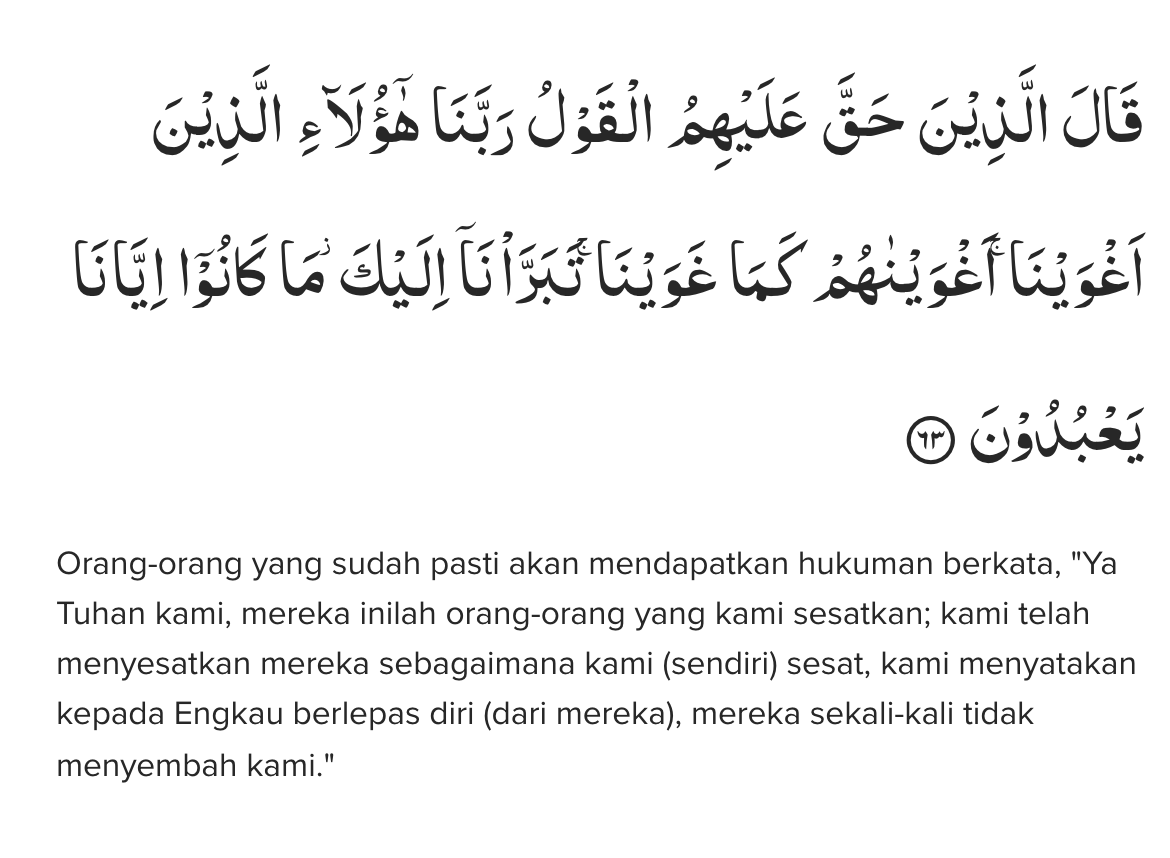 قَالَ الَّذِيْنَ حَقَّ عَلَيْهِمُ الْقَوْلُ رَبَّنَا هٰٓؤُلَاۤءِ الَّذِيْنَ
اَغْوَيْنَاۚ اَغْوَيْنٰهُمْ كَمَا غَوَيْنَاۚ تَبَرَّأْنَآ اِلَيْكَ ۖمَا كَانُوْٓا اِيَّانَا
يَعْبُدُوْنَ ٦٣
Orang-orang yang sudah pasti akan mendapatkan hukuman berkata, "Ya
Tuhan kami, mereka inilah orang-orang yang kami sesatkan; kami telah
menyesatkan mereka sebagaimana kami (sendiri) sesat, kami menyatakan
kepada Engkau berlepas diri (dari mereka), mereka sekali-kali tidak
menyembah kami."